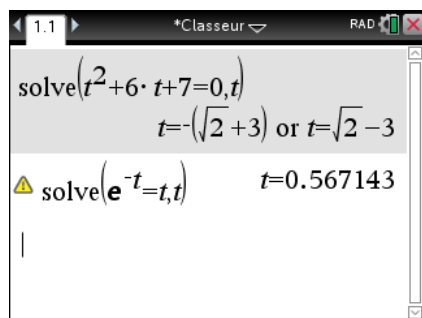 1.1 *Classeur RAD
solve(t²+6·t+7=0,t)
t=-(√2+3) or t=√2-3
solve(e^-t=t,t) t=0.567143